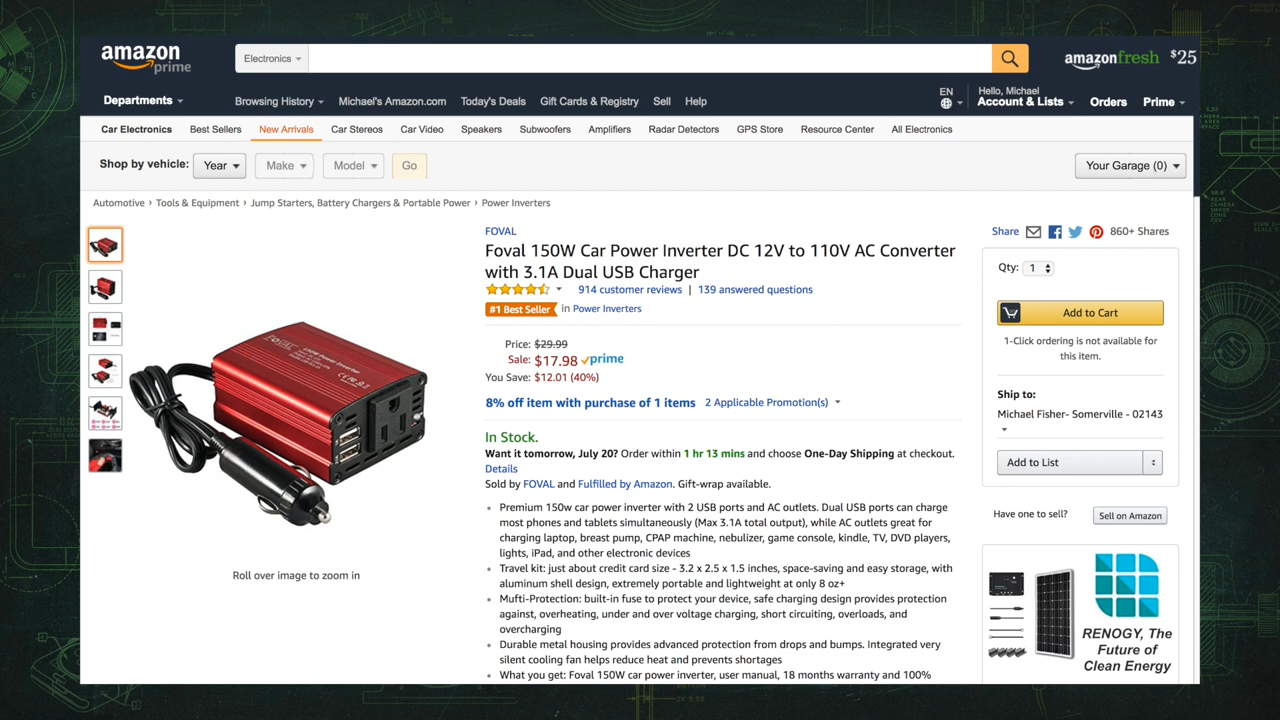 amazon
prime
Electronics
amazonfresh $25
Departments
Browsing History
Michael's Amazon.com
Today's Deals
Gift Cards & Registry
Sell
Help
EN
Hello, Michael
Account & Lists
Orders
Prime
Car Electronics
Best Sellers
New Arrivals
Car Stereos
Car Video
Speakers
Subwoofers
Amplifiers
Radar Detectors
GPS Store
Resource Center
All Electronics
Shop by vehicle:
Year
Make
Model
Go
Your Garage (0)
Automotive › Tools & Equipment › Jump Starters, Battery Chargers & Portable Power › Power Inverters
FOVAL
Foval 150W Car Power Inverter DC 12V to 110V AC Converter
with 3.1A Dual USB Charger
914 customer reviews | 139 answered questions
#1 Best Seller in Power Inverters
Price: $29.99
Sale: $17.98 prime
You Save: $12.01 (40%)
8% off item with purchase of 1 items 2 Applicable Promotion(s)
In Stock.
Want it tomorrow, July 20? Order within 1 hr 13 mins and choose One-Day Shipping at checkout.
Details
Sold by FOVAL and Fulfilled by Amazon. Gift-wrap available.
• Premium 150w car power inverter with 2 USB ports and AC outlets. Dual USB ports can charge
most phones and tablets simultaneously (Max 3.1A total output), while AC outlets great for
charging laptop, breast pump, CPAP machine, nebulizer, game console, kindle, TV, DVD players,
lights, iPad, and other electronic devices
• Travel kit: just about credit card size - 3.2 x 2.5 x 1.5 inches, space-saving and easy storage, with
aluminum shell design, extremely portable and lightweight at only 8 oz+
• Mufti-Protection: built-in fuse to protect your device, safe charging design provides protection
against, overheating, under and over voltage charging, short circuiting, overloads, and
overcharging
• Durable metal housing provides advanced protection from drops and bumps. Integrated very
silent cooling fan helps reduce heat and prevents shortages
• What you get: Foval 150W car power inverter, user manual, 18 months warranty and 100%
FOVAL
150W Power Inverter
Roll over image to zoom in
Share 860+ Shares
Qty: 1
Add to Cart
1-Click ordering is not available for
this item.
Ship to:
Michael Fisher- Somerville - 02143
Add to List
Have one to sell?
Sell on Amazon
RENOGY, The
Future of
Clean Energy